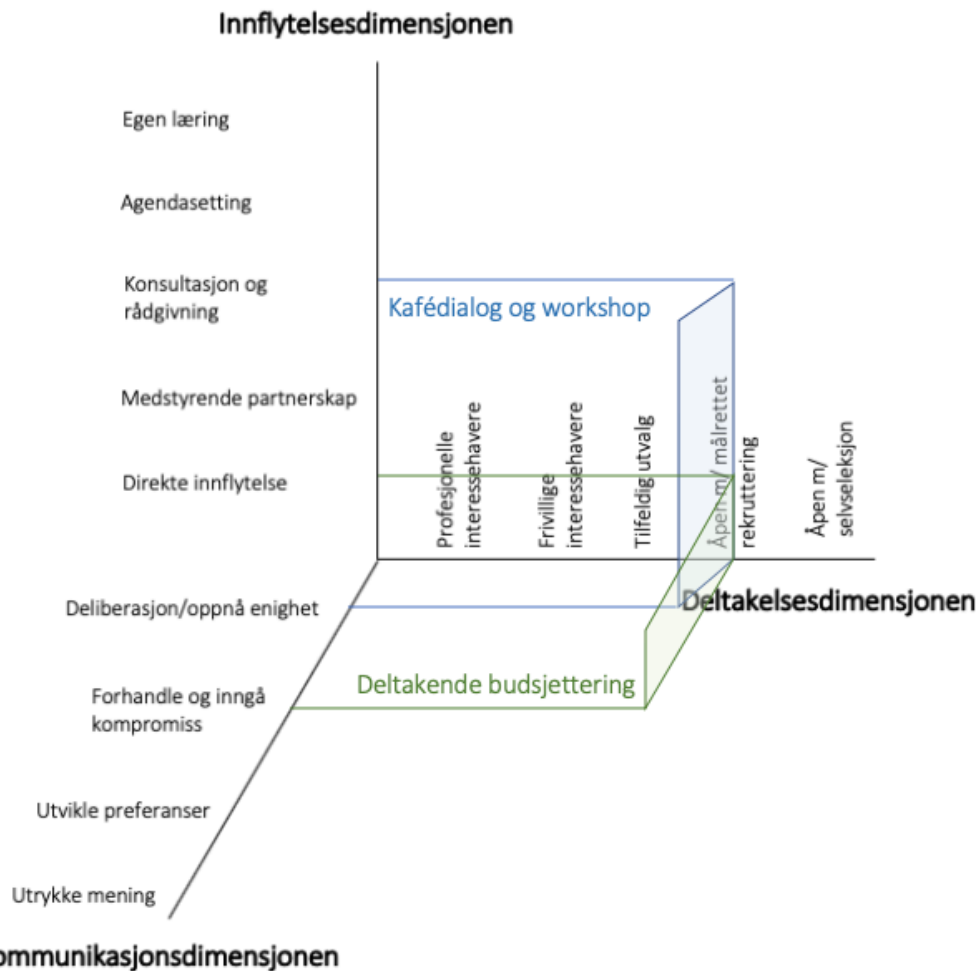 Innflytelsesdimensjonen
Egen læring
Agendasetting
Konsultasjon og
rådgivning
Kafédialog og workshop
Medstyrende partnerskap
Direkte innflytelse
Profesjonelle
interessehavere
Frivillige
interessehavere
Tilfeldig utvalg
Åpen m/ målrettet
rekruttering
Åpen m/
selvseleksjon
Deltakelsesdimensjonen
Deliberasjon/oppnå enighet
Deltakende budsjettering
Forhandle og inngå
kompromiss
Utvikle preferanser
Utrykke mening
ommunikasjonsdimensjonen